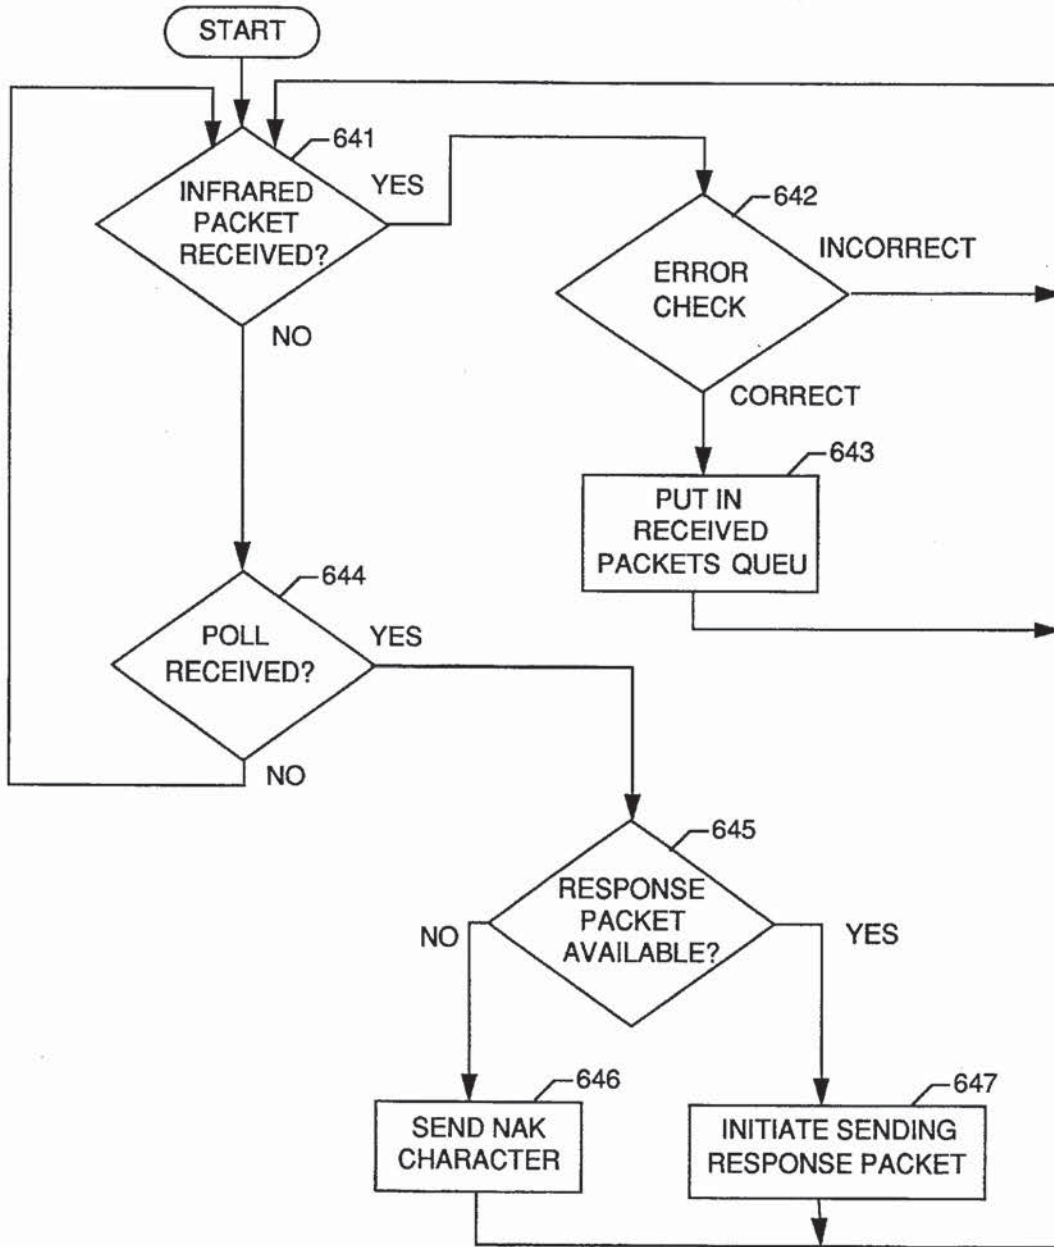 START
641
INFRARED
PACKET
RECEIVED?
YES
NO
642
ERROR
CHECK
INCORRECT
CORRECT
643
PUT IN
RECEIVED
PACKETS QUEU
644
POLL
RECEIVED?
YES
NO
645
RESPONSE
PACKET
AVAILABLE?
NO
YES
646
SEND NAK
CHARACTER
647
INITIATE SENDING
RESPONSE PACKET